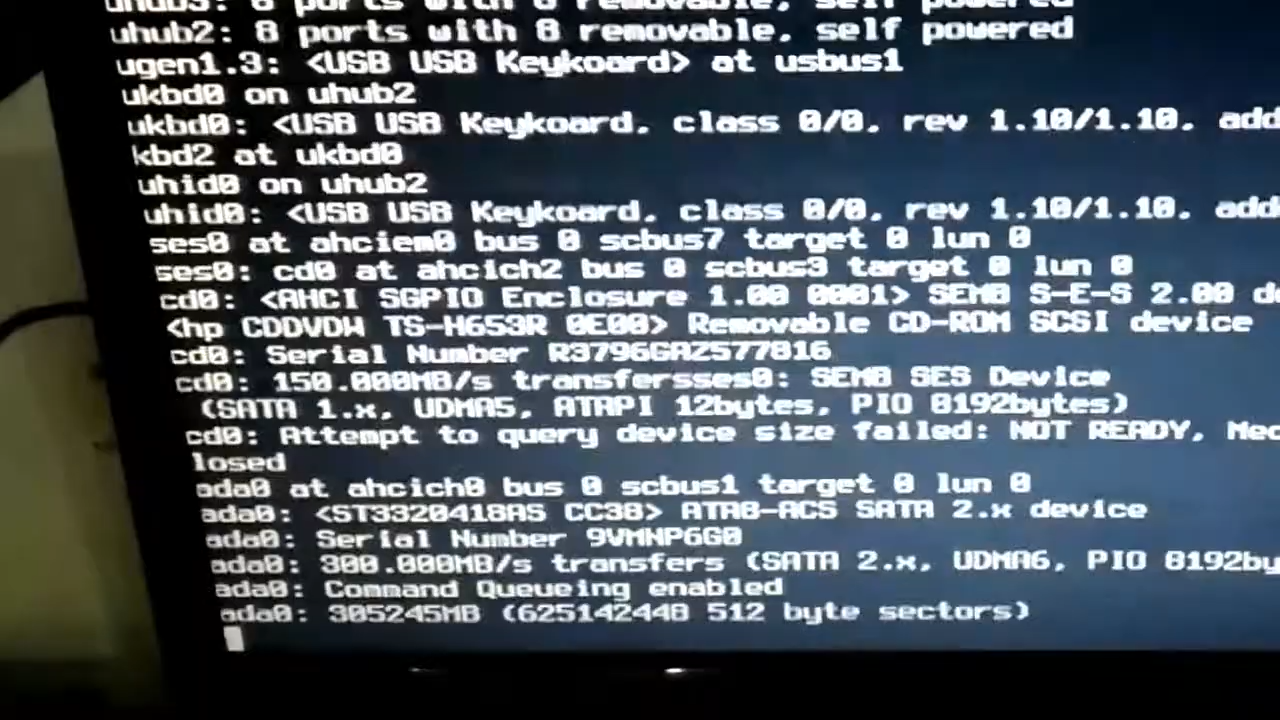 uhub3: 8 ports with 8 removable, self powered
uhub2: 8 ports with 8 removable, self powered
ugen1.3: <USB USB Keykoard> at usbus1
ukbd0 on uhub2
ukbd0: <USB USB Keykoard, class 0/0, rev 1.10/1.10, add
kbd2 at ukbd0
uhid0 on uhub2
uhid0: <USB USB Keykoard, class 0/0, rev 1.10/1.10, add
ses0 at ahciem0 bus 0 scbus7 target 0 lun 0
ses0: cd0 at ahcich2 bus 0 scbus3 target 0 lun 0
cd0: <AHCI SGPIO Enclosure 1.00 0001> SEMB S-E-S 2.00 de
<hp CDDVDW TS-H653R 0E00> Removable CD-ROM SCSI device
cd0: Serial Number R3796GAZ577816
cd0: 150.000MB/s transfersses0: SEMB SES Device
(SATA 1.x, UDMA5, ATAPI 12bytes, PIO 8192bytes)
cd0: Attempt to query device size failed: NOT READY, Med
losed
ada0 at ahcich0 bus 0 scbus1 target 0 lun 0
ada0: <ST3320418AS CC38> ATA8-ACS SATA 2.x device
ada0: Serial Number 9VMNP6G0
ada0: 300.000MB/s transfers (SATA 2.x, UDMA6, PIO 8192by
ada0: Command Queueing enabled
ada0: 305245MB (625142448 512 byte sectors)